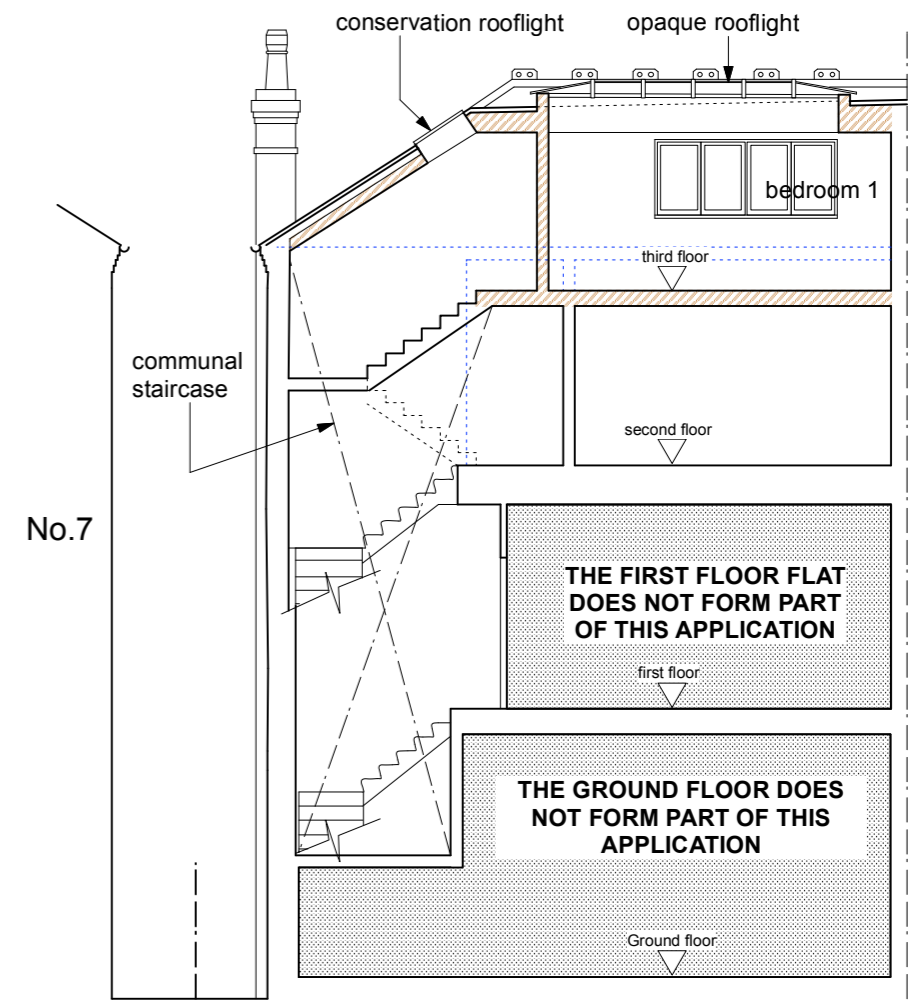 conservation rooflight
opaque rooflight
bedroom 1
third floor
communal
staircase
second floor
No.7
THE FIRST FLOOR FLAT
DOES NOT FORM PART
OF THIS APPLICATION
first floor
THE GROUND FLOOR DOES
NOT FORM PART OF THIS
APPLICATION
Ground floor